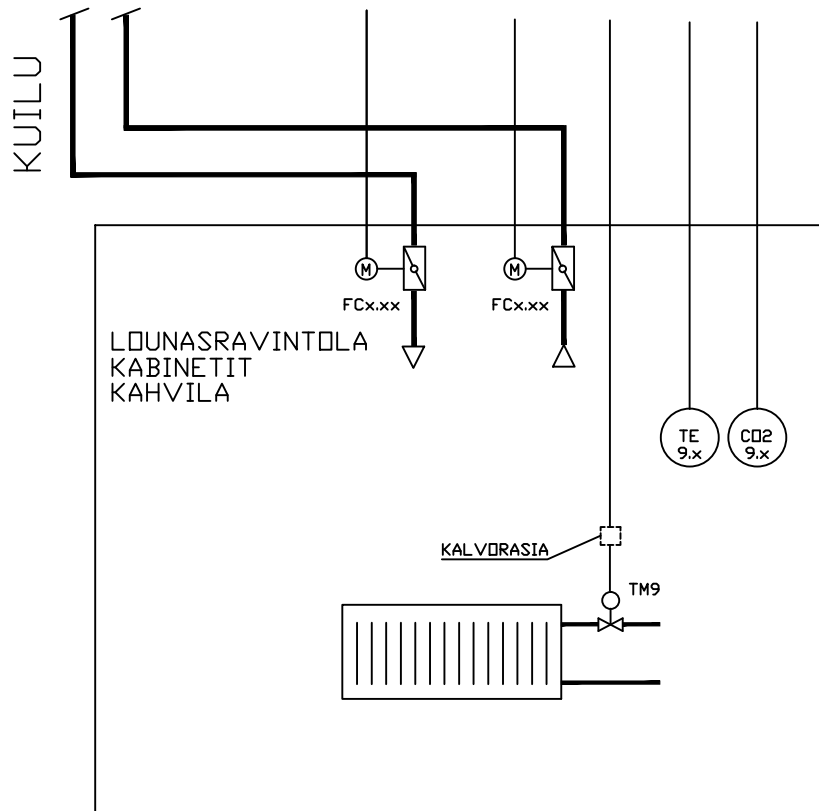 KUILU
M
M
FCx.xx
FCx.xx
LOUNASRAVINTOLA
KABINETIT
KAHVILA
TE
9.x
CO2
9.x
KALVORASIA
TM9